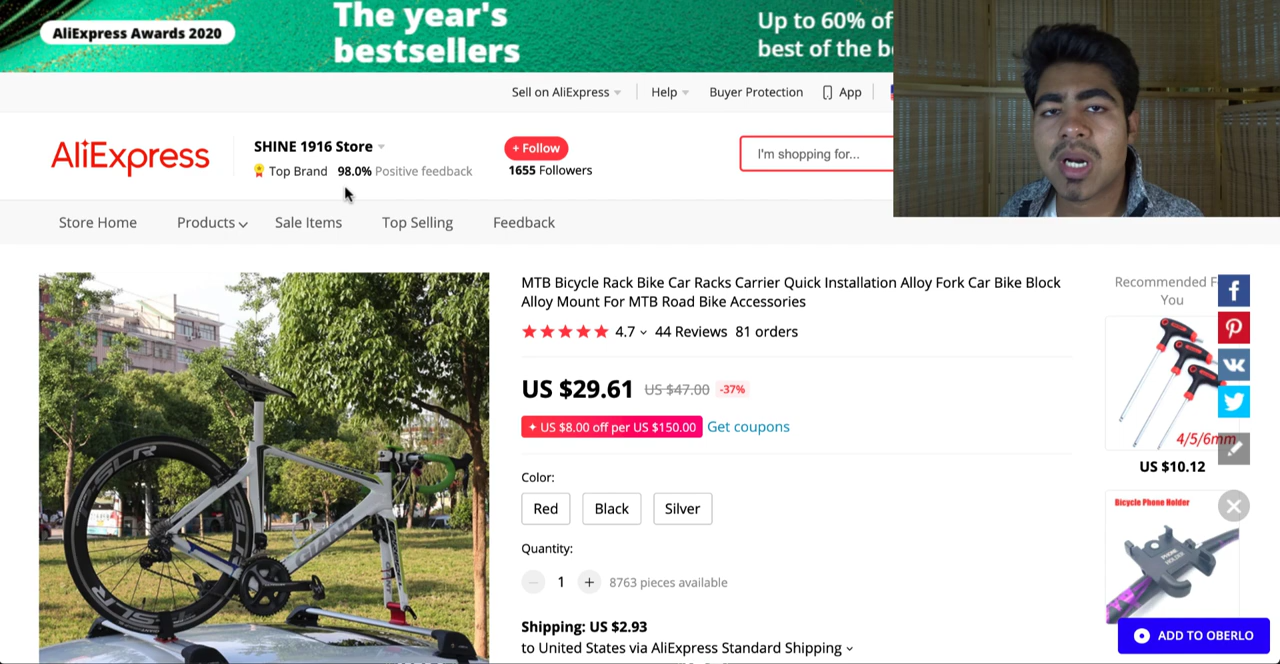 AliExpress Awards 2020
The year's
bestsellers
Up to 60% of
best of the
Sell on AliExpress
Help
Buyer Protection
App
AliExpress
SHINE 1916 Store
Top Brand 98.0% Positive feedback
+ Follow
1655 Followers
I'm shopping for...
Store Home
Products
Sale Items
Top Selling
Feedback
MTB Bicycle Rack Bike Car Racks Carrier Quick Installation Alloy Fork Car Bike Block
Alloy Mount For MTB Road Bike Accessories
4.7 44 Reviews 81 orders
US $29.61 US $47.00 -37%
US $8.00 off per US $150.00 Get coupons
Color:
Red
Black
Silver
Quantity:
1
8763 pieces available
Shipping: US $2.93
to United States via AliExpress Standard Shipping
SLR
SLR
GIANT
Recommended F
You
4/5/6mm
US $10.12
Bicycle Phone Holder
PHONE
HOLDER
ADD TO OBERLO